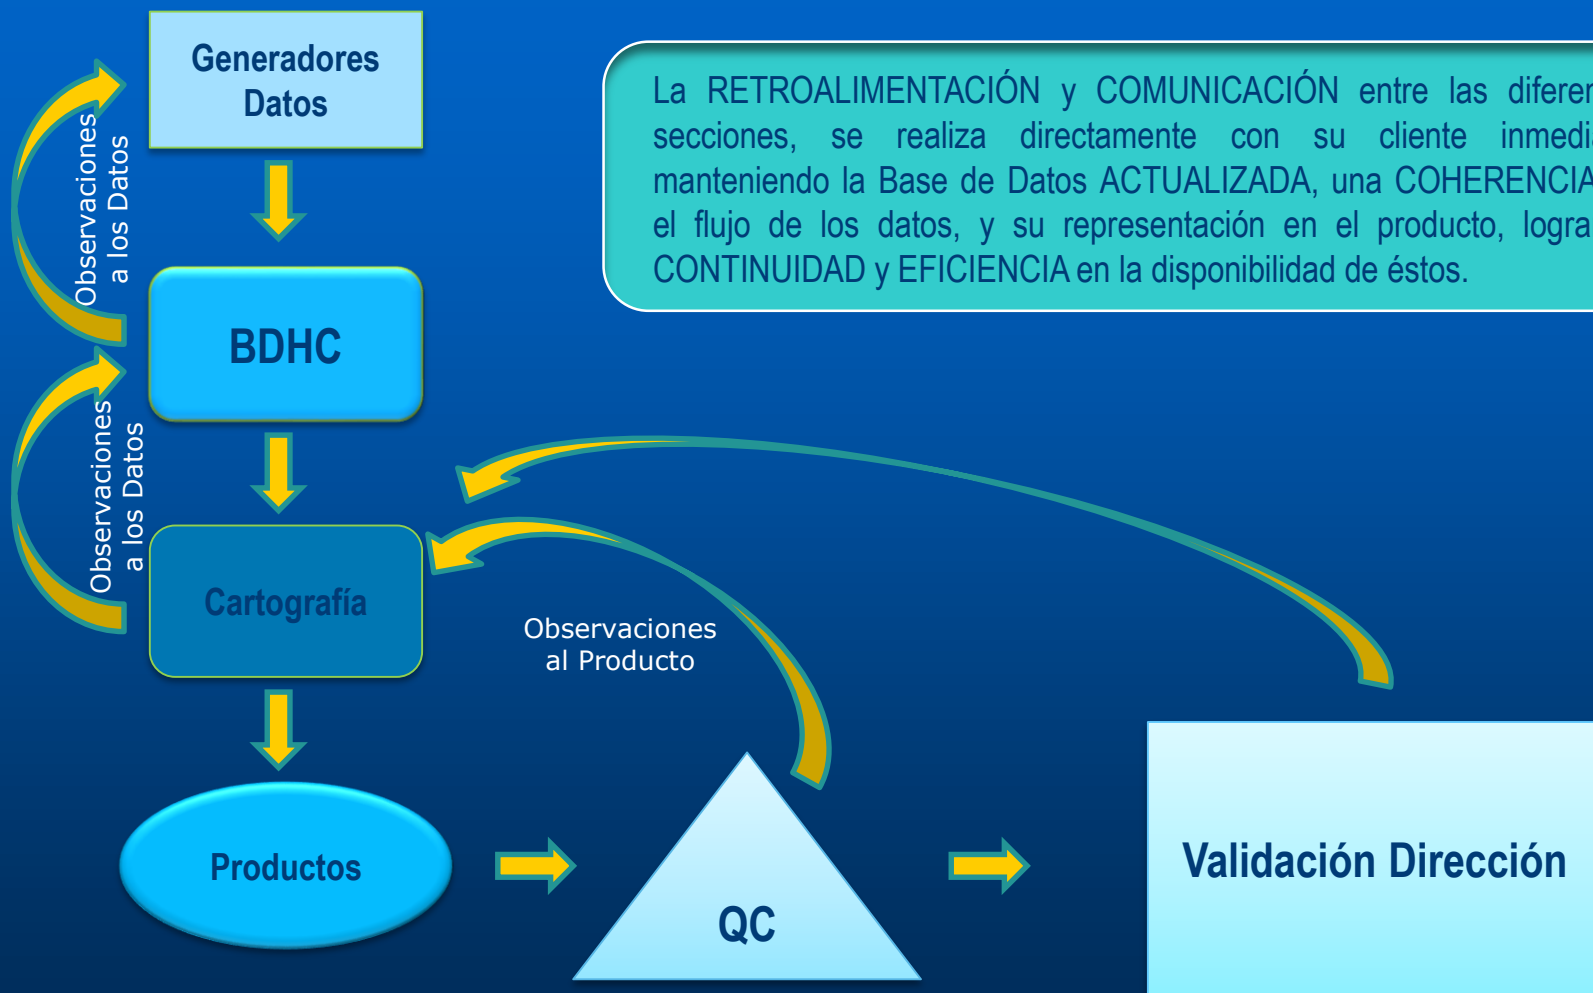 Generadores
Datos
La RETROALIMENTACIÓN y COMUNICACIÓN entre las
secciones, se realiza directamente con su cliente
manteniendo la Base de Datos ACTUALIZADA, una COHERENCIA
el flujo de los datos, y su representación en el producto,
CONTINUIDAD y EFICIENCIA en la disponibilidad de éstos.
Observaciones
a los Datos
BDHC
Observaciones
a los Datos
Cartografía
Observaciones
al Producto
Productos
QC
Validación Dirección